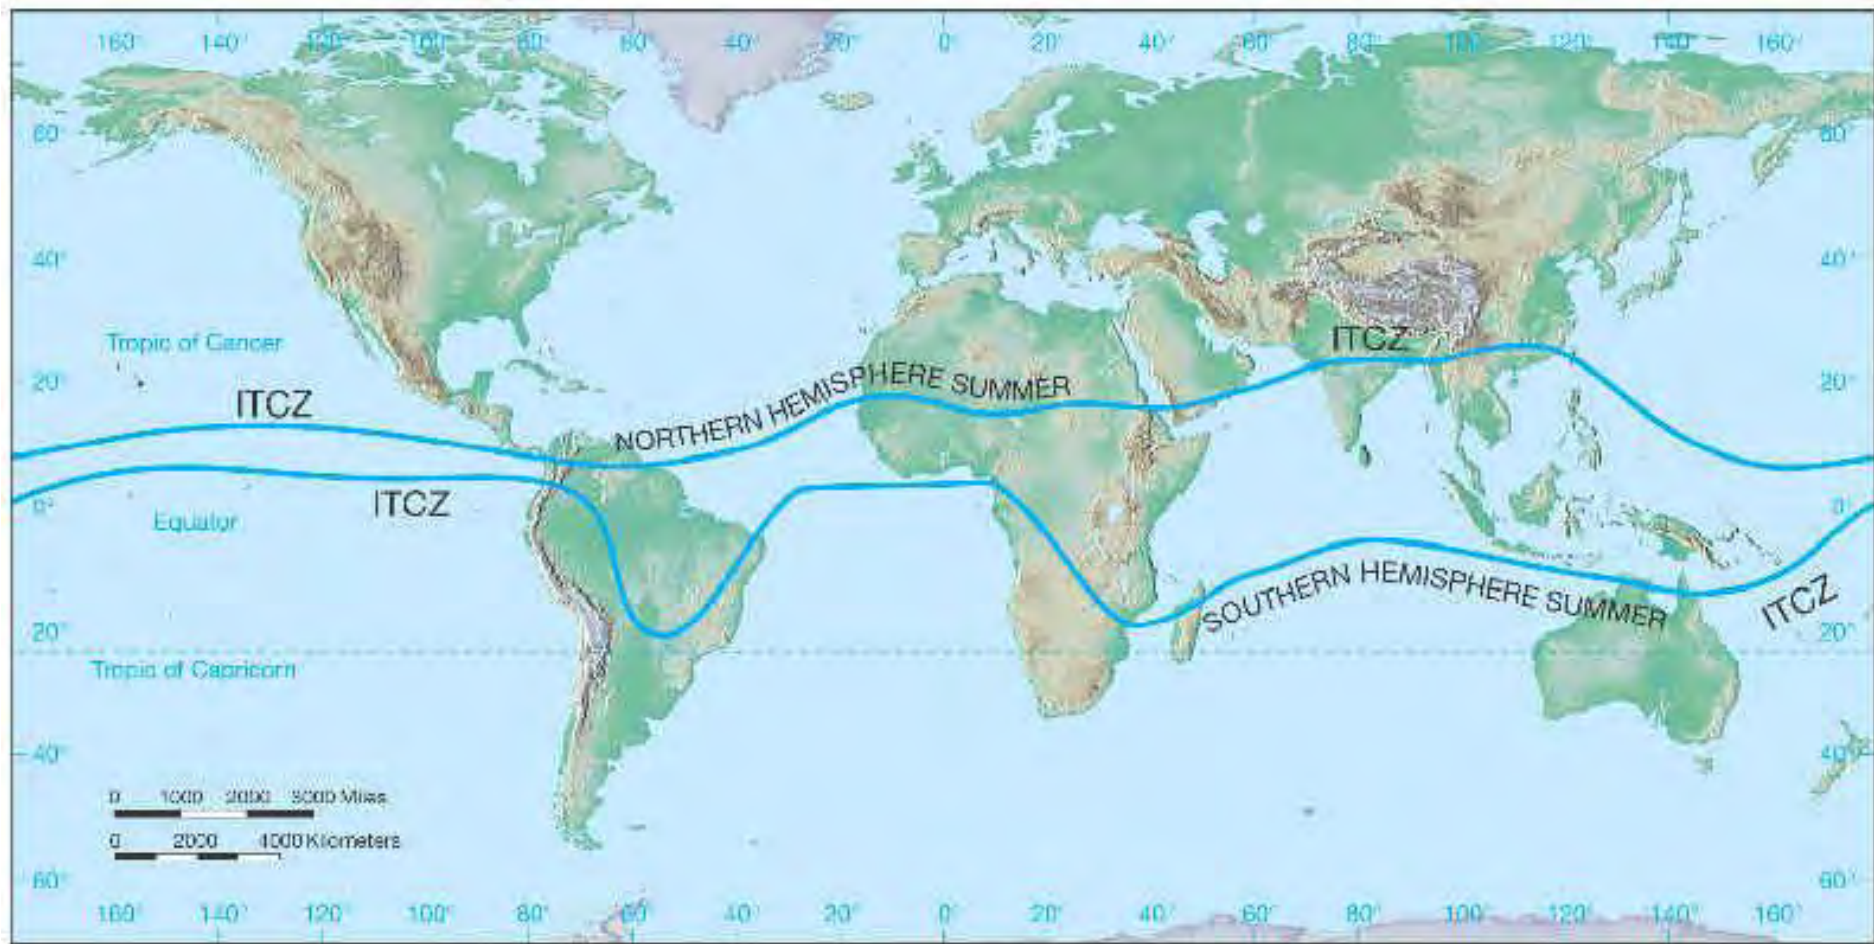 160° 140° 120° 100° 80° 60° 40° 20° 0° 20° 40° 60° 80° 100° 120° 140° 160°
60° 60°
40° 40°
Tropic of Cancer
ITCZ
20° 20°
ITCZ
NORTHERN HEMISPHERE SUMMER
ITCZ
0° 0°
Equator
SOUTHERN HEMISPHERE SUMMER
ITCZ
20° 20°
Tropic of Capricorn
40° 40°
0 1000 2000 3000 Miles
0 2000 4000 Kilometers
60° 60°
160° 140° 120° 100° 80° 60° 40° 20° 0° 20° 40° 60° 80° 100° 120° 140° 160°